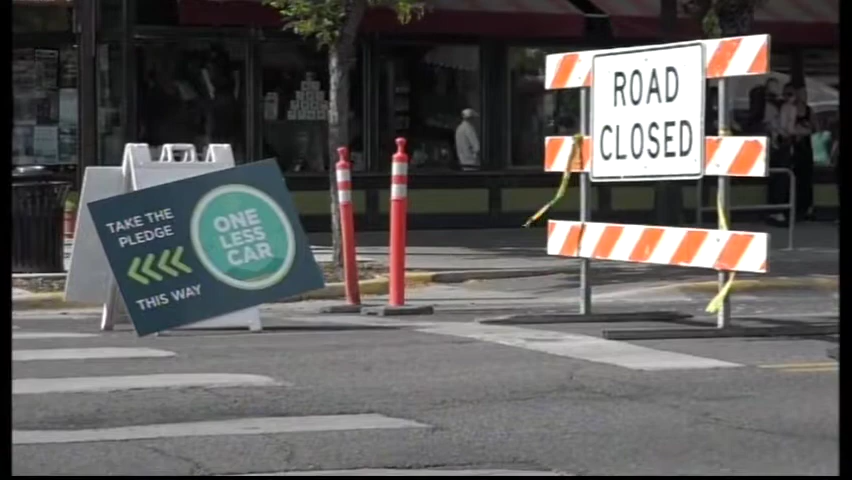 TAKE THE
PLEDGE
THIS WAY
ONE
LESS
CAR
ROAD
CLOSED